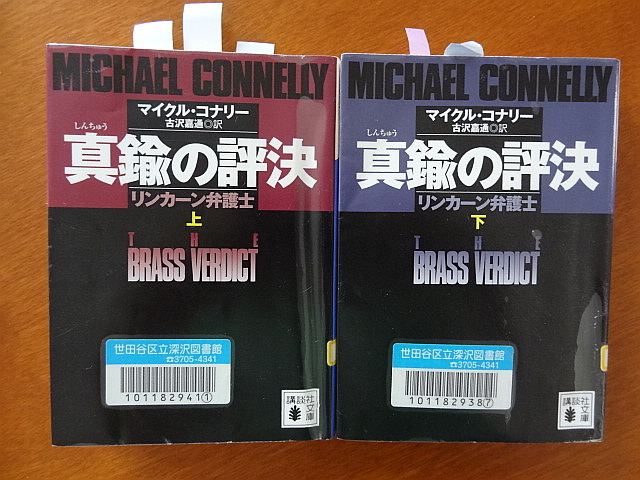 MICHAEL CONNELLY
マイクル・コナリー
古沢嘉通◎訳
しんちゅう
真鍮の評決
リンカーン弁護士
上
THE
BRASS VERDICT
世田谷区立深沢図書館
☎3705-4341
101182941①
講談社
文庫
MICHAEL CONNELLY
マイクル・コナリー
古沢嘉通◎訳
しんちゅう
真鍮の評決
リンカーン弁護士
下
THE
BRASS VERDICT
世田谷区立深沢図書館
☎3705-4341
101182938⑦
講談社
文庫